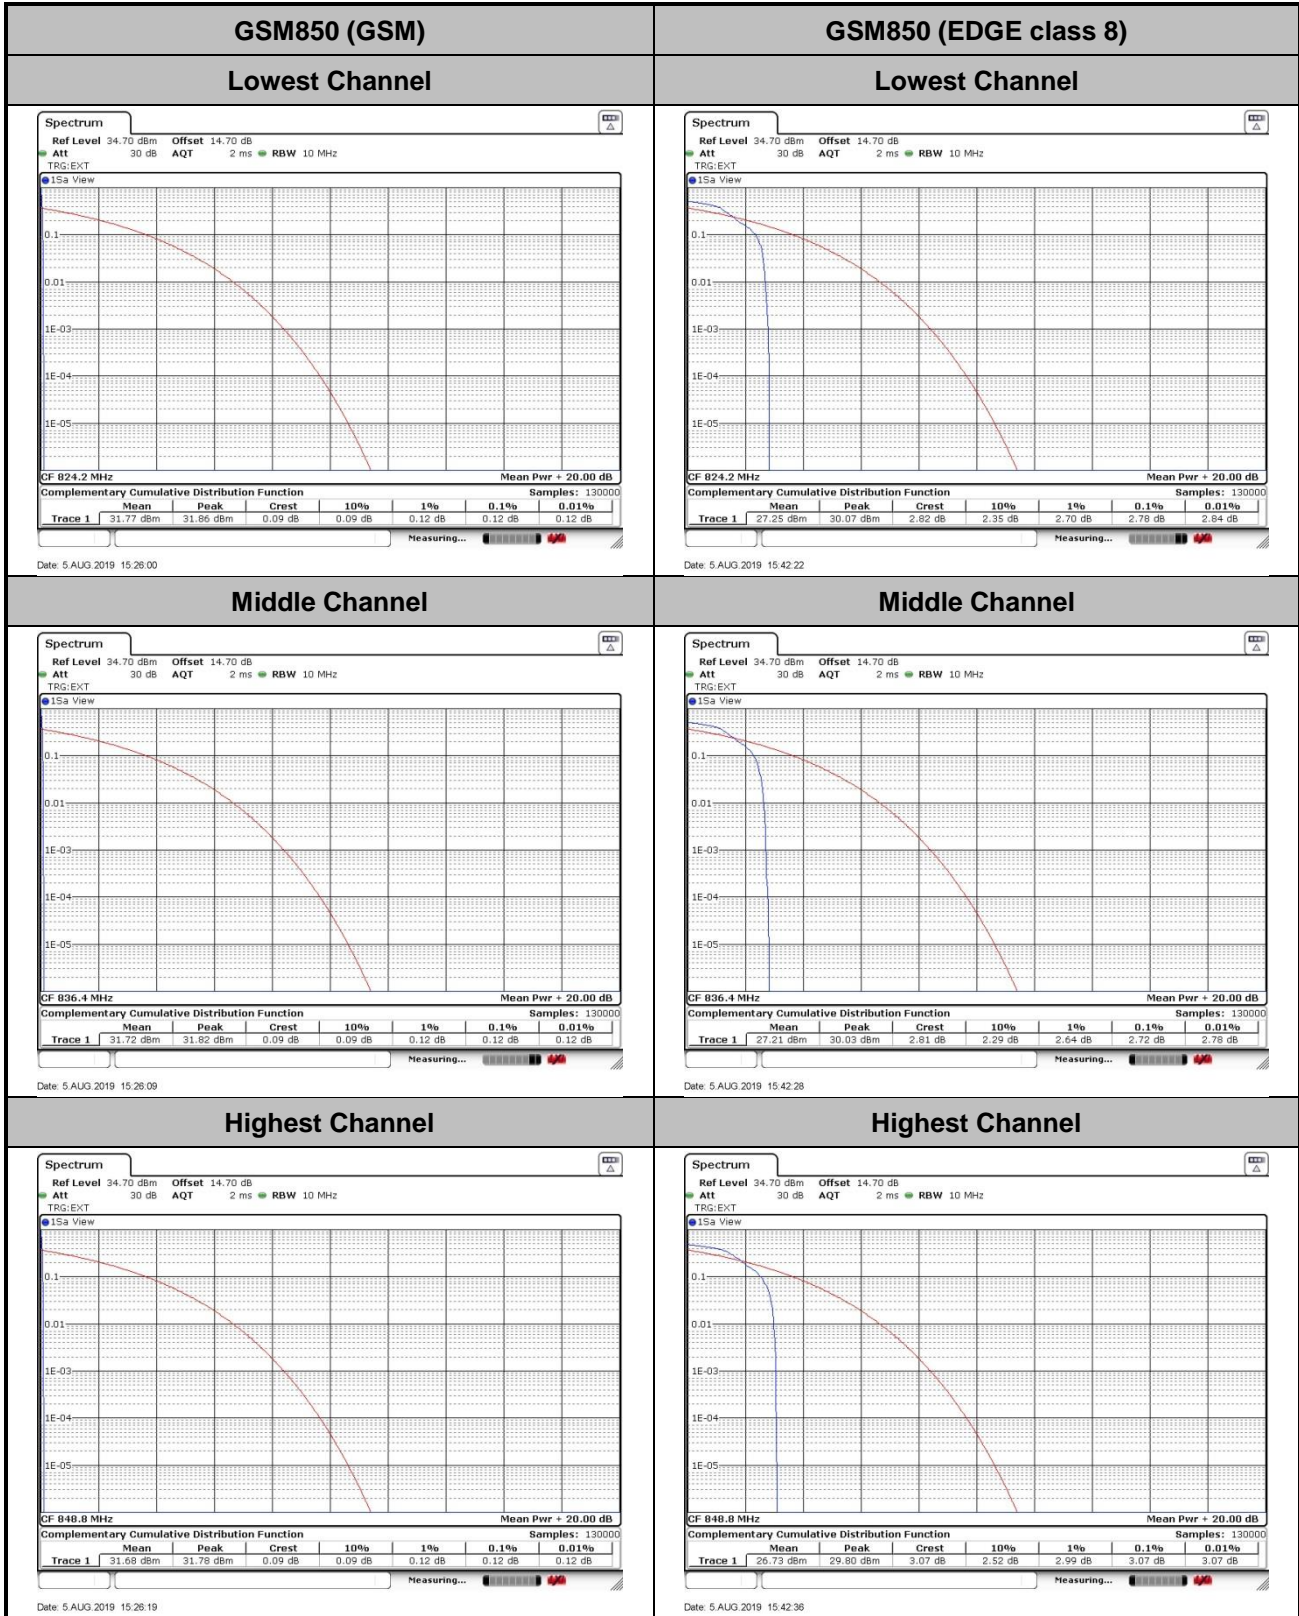 GSM850 (GSM)
GSM850 (EDGE class 8)
Lowest Channel
Lowest Channel
Spectrum
Ref Level 34.70 dBm Offset 14.70 dB
Att 30 dB AQT 2 ms RBW 10 MHz
TRG:EXT
1Sa View
0.1
0.01
1E-03
1E-04
1E-05
CF 824.2 MHz Mean Pwr + 20.00 dB
Complementary Cumulative Distribution Function Samples: 130000
Mean Peak Crest 10% 1% 0.1% 0.01%
Trace 1 31.77 dBm 31.86 dBm 0.09 dB 0.09 dB 0.12 dB 0.12 dB 0.12 dB
Measuring...
Date: 5.AUG.2019 15:26:00
Spectrum
Ref Level 34.70 dBm Offset 14.70 dB
Att 30 dB AQT 2 ms RBW 10 MHz
TRG:EXT
1Sa View
0.1
0.01
1E-03
1E-04
1E-05
CF 824.2 MHz Mean Pwr + 20.00 dB
Complementary Cumulative Distribution Function Samples: 130000
Mean Peak Crest 10% 1% 0.1% 0.01%
Trace 1 27.25 dBm 30.07 dBm 2.82 dB 2.35 dB 2.70 dB 2.78 dB 2.84 dB
Measuring...
Date: 5.AUG.2019 15:42:22
Middle Channel
Middle Channel
Spectrum
Ref Level 34.70 dBm Offset 14.70 dB
Att 30 dB AQT 2 ms RBW 10 MHz
TRG:EXT
1Sa View
0.1
0.01
1E-03
1E-04
1E-05
CF 836.4 MHz Mean Pwr + 20.00 dB
Complementary Cumulative Distribution Function Samples: 130000
Mean Peak Crest 10% 1% 0.1% 0.01%
Trace 1 31.72 dBm 31.82 dBm 0.09 dB 0.09 dB 0.12 dB 0.12 dB 0.12 dB
Measuring...
Date: 5.AUG.2019 15:26:09
Spectrum
Ref Level 34.70 dBm Offset 14.70 dB
Att 30 dB AQT 2 ms RBW 10 MHz
TRG:EXT
1Sa View
0.1
0.01
1E-03
1E-04
1E-05
CF 836.4 MHz Mean Pwr + 20.00 dB
Complementary Cumulative Distribution Function Samples: 130000
Mean Peak Crest 10% 1% 0.1% 0.01%
Trace 1 27.21 dBm 30.03 dBm 2.81 dB 2.29 dB 2.64 dB 2.72 dB 2.78 dB
Measuring...
Date: 5.AUG.2019 15:42:28
Highest Channel
Highest Channel
Spectrum
Ref Level 34.70 dBm Offset 14.70 dB
Att 30 dB AQT 2 ms RBW 10 MHz
TRG:EXT
1Sa View
0.1
0.01
1E-03
1E-04
1E-05
CF 848.8 MHz Mean Pwr + 20.00 dB
Complementary Cumulative Distribution Function Samples: 130000
Mean Peak Crest 10% 1% 0.1% 0.01%
Trace 1 31.68 dBm 31.78 dBm 0.09 dB 0.09 dB 0.12 dB 0.12 dB 0.12 dB
Measuring...
Date: 5.AUG.2019 15:26:19
Spectrum
Ref Level 34.70 dBm Offset 14.70 dB
Att 30 dB AQT 2 ms RBW 10 MHz
TRG:EXT
1Sa View
0.1
0.01
1E-03
1E-04
1E-05
CF 848.8 MHz Mean Pwr + 20.00 dB
Complementary Cumulative Distribution Function Samples: 130000
Mean Peak Crest 10% 1% 0.1% 0.01%
Trace 1 26.73 dBm 29.80 dBm 3.07 dB 2.52 dB 2.99 dB 3.07 dB 3.07 dB
Measuring...
Date: 5.AUG.2019 15:42:36